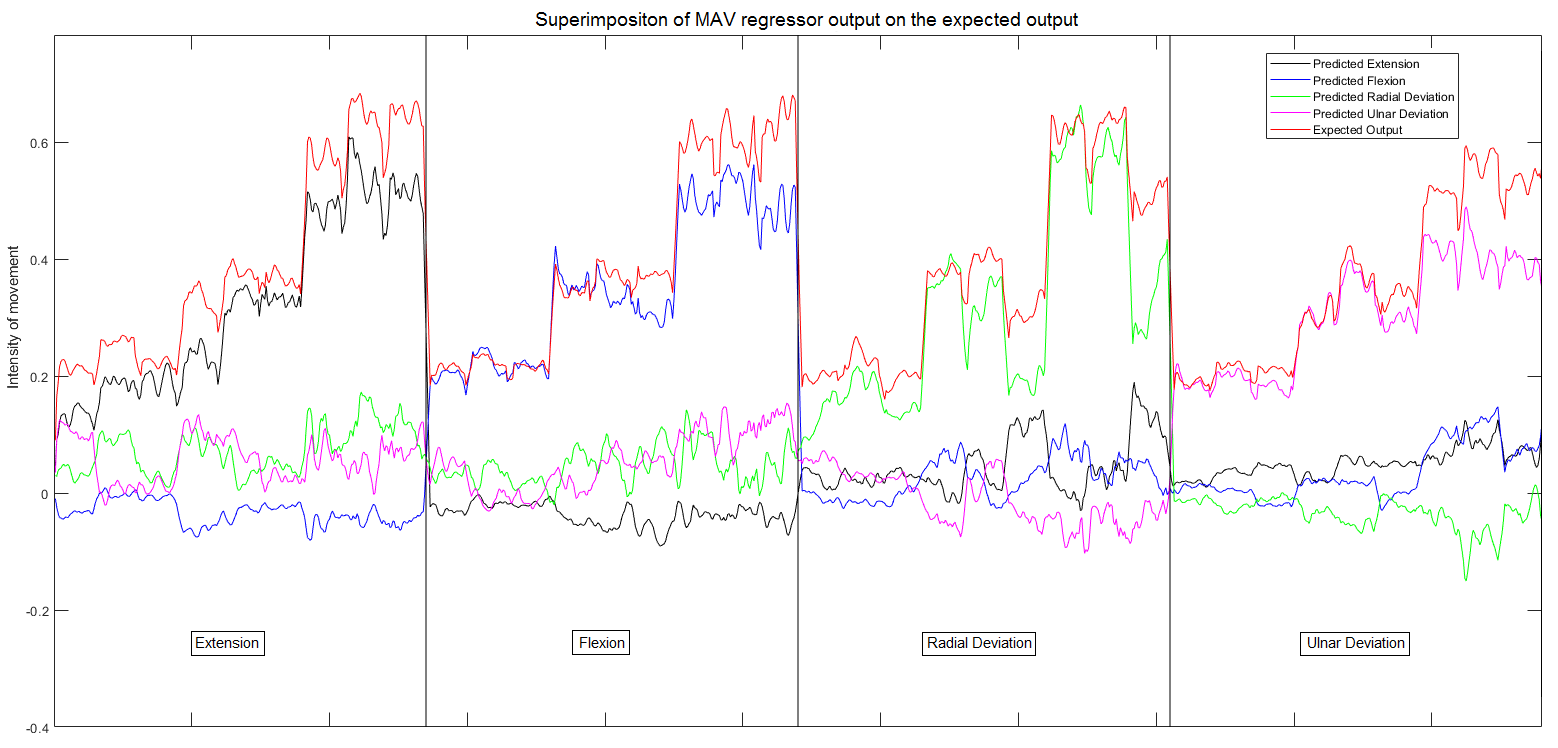 Superimpositon of MAV regressor output on the expected output
Intensity of movement
0.6
0.4
0.2
0
-0.2
-0.4
Predicted Extension
Predicted Flexion
Predicted Radial Deviation
Predicted Ulnar Deviation
Expected Output
Extension
Flexion
Radial Deviation
Ulnar Deviation